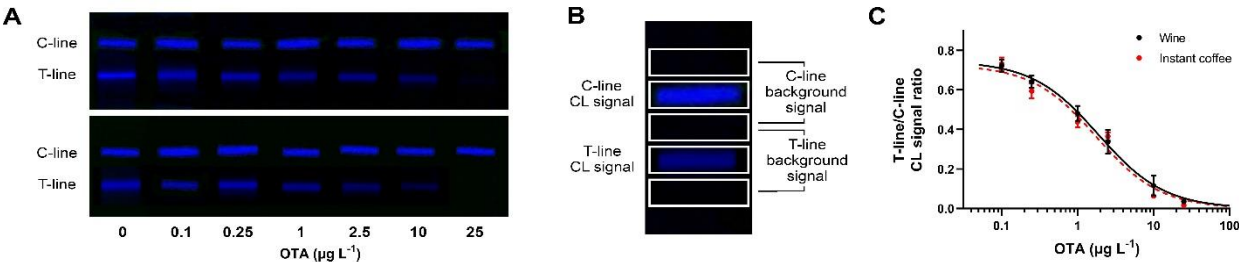 A
C-line
T-line
C-line
T-line
0 0.1 0.25 1 2.5 10 25
OTA (µg L⁻¹)
B
C-line
CL signal
T-line
CL signal
C-line
background
signal
T-line
background
signal
C
Wine
Instant coffee
T-line/C-line
CL signal ratio
0.8
0.6
0.4
0.2
0.0
0.1 1 10 100
OTA (µg L⁻¹)